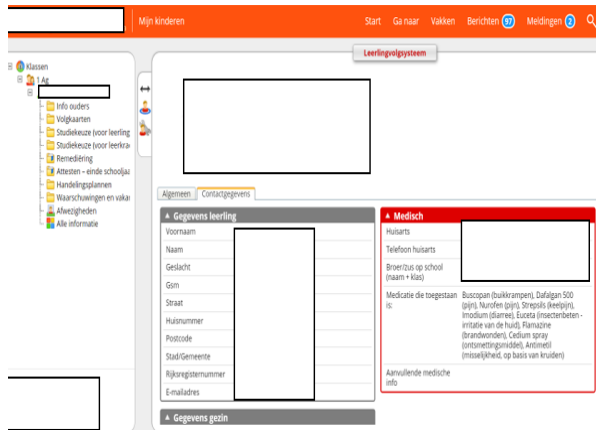 Mijn kinderen
Start Ga naar Vakken Berichten 97 Meldingen 2
Leerlingvolgsysteem
Klassen
1 Ag
Info ouders
Volgkaarten
Studiekeuze (voor leerling
Studiekeuze (voor leerkra
Remediëring
Attesten – einde schooljaa
Handelingsplannen
Waarschuwingen en vakan
Afwezigheden
Alle informatie
Algemeen Contactgegevens
Gegevens leerling
Voornaam
Naam
Geslacht
Gsm
Straat
Huisnummer
Postcode
Stad/Gemeente
Rijksregisternummer
E-mailadres
Gegevens gezin
Medisch
Huisarts
Telefoon huisarts
Broer/zus op school
(naam + klas)
Medicatie die toegestaan
is:
Buscopan (buikkrampen), Dafalgan 500
(pijn), Nurofen (pijn), Strepsils (keelpijn),
Imodium (diarree), Euceta (insectenbeten -
irritatie van de huid), Flamazine
(brandwonden), Cedium spray
(ontsmettingsmiddel), Antimetil
(misselijkheid, op basis van kruiden)
Aanvullende medische
info